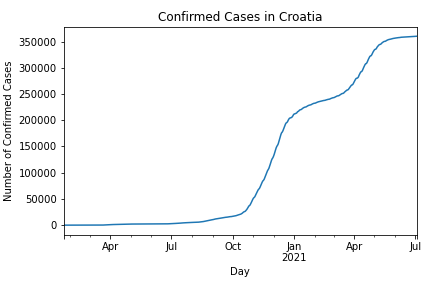 Confirmed Cases in Croatia
Number of Confirmed Cases
350000
300000
250000
200000
150000
100000
50000
0
Apr Jul Oct Jan Apr Jul
2021
Day